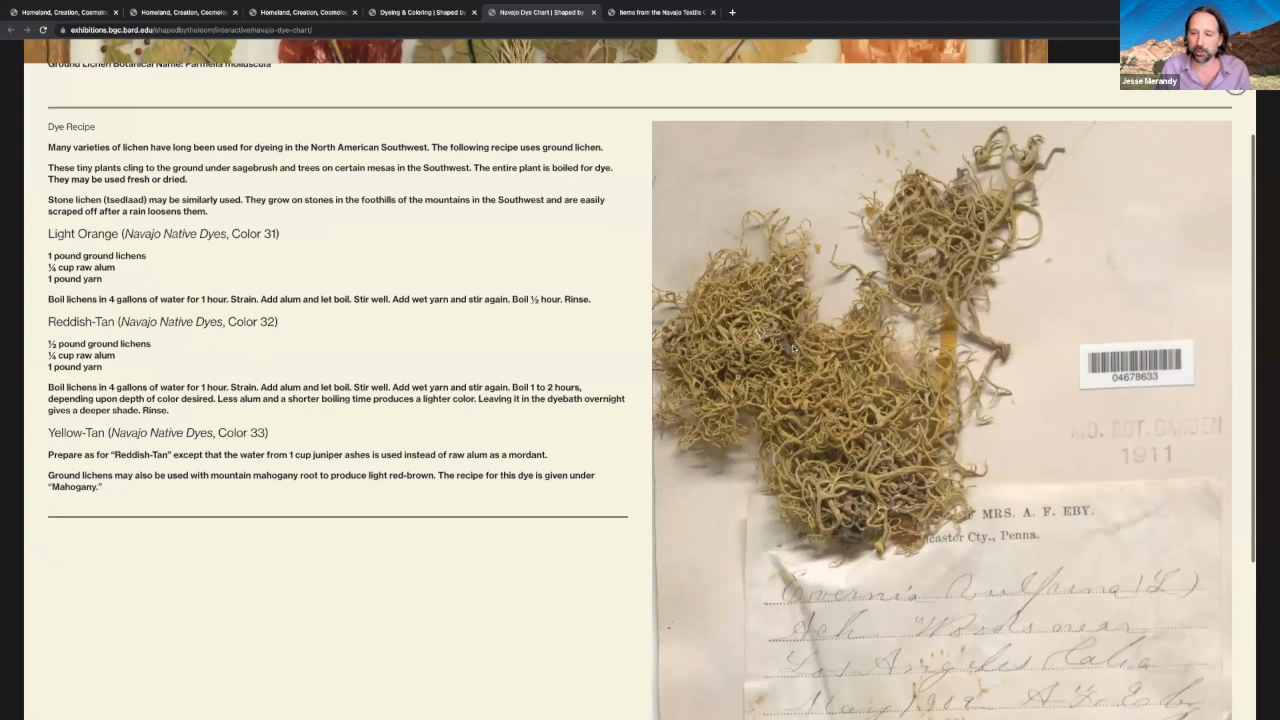 Homeland, Creation, Cosmolog
Homeland, Creation, Cosmolog
Homeland, Creation, Cosmolog
Dyeing & Coloring | Shaped by
Navajo Dye Chart | Shaped by
Items from the Navajo Textile C
exhibitions.bgc.bard.edu/shapedbytheloom/interactive/navajo-dye-chart/
Jesse Merandy
Ground Lichen Botanical Name: Parmelia molluscula
Dye Recipe
Many varieties of lichen have long been used for dyeing in the North American Southwest. The following recipe uses ground lichen.
These tiny plants cling to the ground under sagebrush and trees on certain mesas in the Southwest. The entire plant is boiled for dye.
They may be used fresh or dried.
Stone lichen (tsedlaad) may be similarly used. They grow on stones in the foothills of the mountains in the Southwest and are easily
scraped off after a rain loosens them.
Light Orange (Navajo Native Dyes, Color 31)
1 pound ground lichens
¼ cup raw alum
1 pound yarn
Boil lichens in 4 gallons of water for 1 hour. Strain. Add alum and let boil. Stir well. Add wet yarn and stir again. Boil ½ hour. Rinse.
Reddish-Tan (Navajo Native Dyes, Color 32)
½ pound ground lichens
¼ cup raw alum
1 pound yarn
Boil lichens in 4 gallons of water for 1 hour. Strain. Add alum and let boil. Stir well. Add wet yarn and stir again. Boil 1 to 2 hours,
depending upon depth of color desired. Less alum and a shorter boiling time produces a lighter color. Leaving it in the dyebath overnight
gives a deeper shade. Rinse.
Yellow-Tan (Navajo Native Dyes, Color 33)
Prepare as for “Reddish-Tan” except that the water from 1 cup juniper ashes is used instead of raw alum as a mordant.
Ground lichens may also be used with mountain mahogany root to produce light red-brown. The recipe for this dye is given under
“Mahogany.”
04678633
MO. BOT. GARDEN
1911
MRS. A. F. EBY.
caster Cty., Penna.
(L)
Woods near
Los Angeles
May A. F. Eby